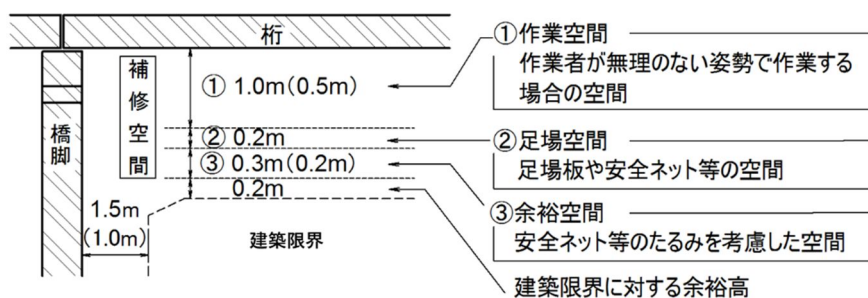 桁
①作業空間
作業者が無理のない姿勢で作業する
場合の空間
補修空間
① 1.0m(0.5m)
橋脚
② 0.2m
②足場空間
足場板や安全ネット等の空間
③ 0.3m(0.2m)
0.2m
③余裕空間
安全ネット等のたるみを考慮した空間
1.5m
(1.0m)
建築限界
建築限界に対する余裕高